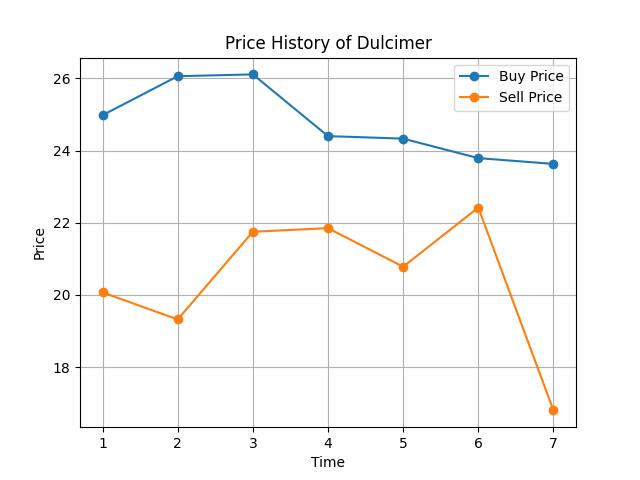 Price History of Dulcimer
Buy Price
Sell Price
Price
26
24
22
20
18
1 2 3 4 5 6 7
Time